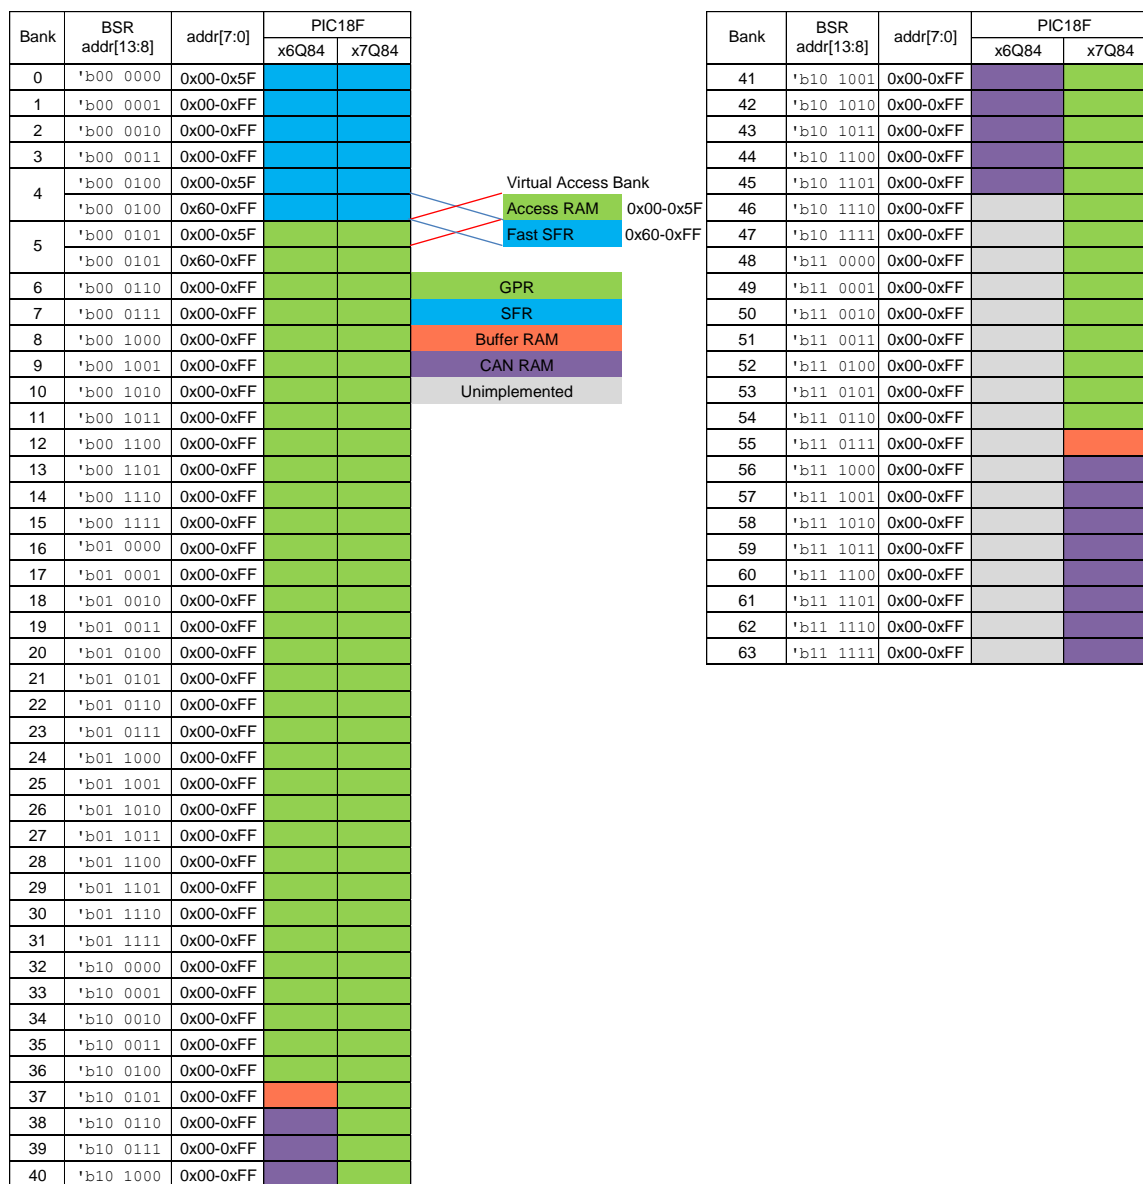 Bank BSR addr[13:8] addr[7:0] PIC18F
x6Q84 x7Q84
0 'b00 0000 0x00-0x5F
1 'b00 0001 0x00-0xFF
2 'b00 0010 0x00-0xFF
3 'b00 0011 0x00-0xFF
4 'b00 0100 0x00-0x5F
'b00 0100 0x60-0xFF
5 'b00 0101 0x00-0x5F
'b00 0101 0x60-0xFF
6 'b00 0110 0x00-0xFF
7 'b00 0111 0x00-0xFF
8 'b00 1000 0x00-0xFF
9 'b00 1001 0x00-0xFF
10 'b00 1010 0x00-0xFF
11 'b00 1011 0x00-0xFF
12 'b00 1100 0x00-0xFF
13 'b00 1101 0x00-0xFF
14 'b00 1110 0x00-0xFF
15 'b00 1111 0x00-0xFF
16 'b01 0000 0x00-0xFF
17 'b01 0001 0x00-0xFF
18 'b01 0010 0x00-0xFF
19 'b01 0011 0x00-0xFF
20 'b01 0100 0x00-0xFF
21 'b01 0101 0x00-0xFF
22 'b01 0110 0x00-0xFF
23 'b01 0111 0x00-0xFF
24 'b01 1000 0x00-0xFF
25 'b01 1001 0x00-0xFF
26 'b01 1010 0x00-0xFF
27 'b01 1011 0x00-0xFF
28 'b01 1100 0x00-0xFF
29 'b01 1101 0x00-0xFF
30 'b01 1110 0x00-0xFF
31 'b01 1111 0x00-0xFF
32 'b10 0000 0x00-0xFF
33 'b10 0001 0x00-0xFF
34 'b10 0010 0x00-0xFF
35 'b10 0011 0x00-0xFF
36 'b10 0100 0x00-0xFF
37 'b10 0101 0x00-0xFF
38 'b10 0110 0x00-0xFF
39 'b10 0111 0x00-0xFF
40 'b10 1000 0x00-0xFF
Virtual Access Bank
Access RAM 0x00-0x5F
Fast SFR 0x60-0xFF
GPR
SFR
Buffer RAM
CAN RAM
Unimplemented
Bank BSR addr[13:8] addr[7:0] PIC18F
x6Q84 x7Q84
41 'b10 1001 0x00-0xFF
42 'b10 1010 0x00-0xFF
43 'b10 1011 0x00-0xFF
44 'b10 1100 0x00-0xFF
45 'b10 1101 0x00-0xFF
46 'b10 1110 0x00-0xFF
47 'b10 1111 0x00-0xFF
48 'b11 0000 0x00-0xFF
49 'b11 0001 0x00-0xFF
50 'b11 0010 0x00-0xFF
51 'b11 0011 0x00-0xFF
52 'b11 0100 0x00-0xFF
53 'b11 0101 0x00-0xFF
54 'b11 0110 0x00-0xFF
55 'b11 0111 0x00-0xFF
56 'b11 1000 0x00-0xFF
57 'b11 1001 0x00-0xFF
58 'b11 1010 0x00-0xFF
59 'b11 1011 0x00-0xFF
60 'b11 1100 0x00-0xFF
61 'b11 1101 0x00-0xFF
62 'b11 1110 0x00-0xFF
63 'b11 1111 0x00-0xFF